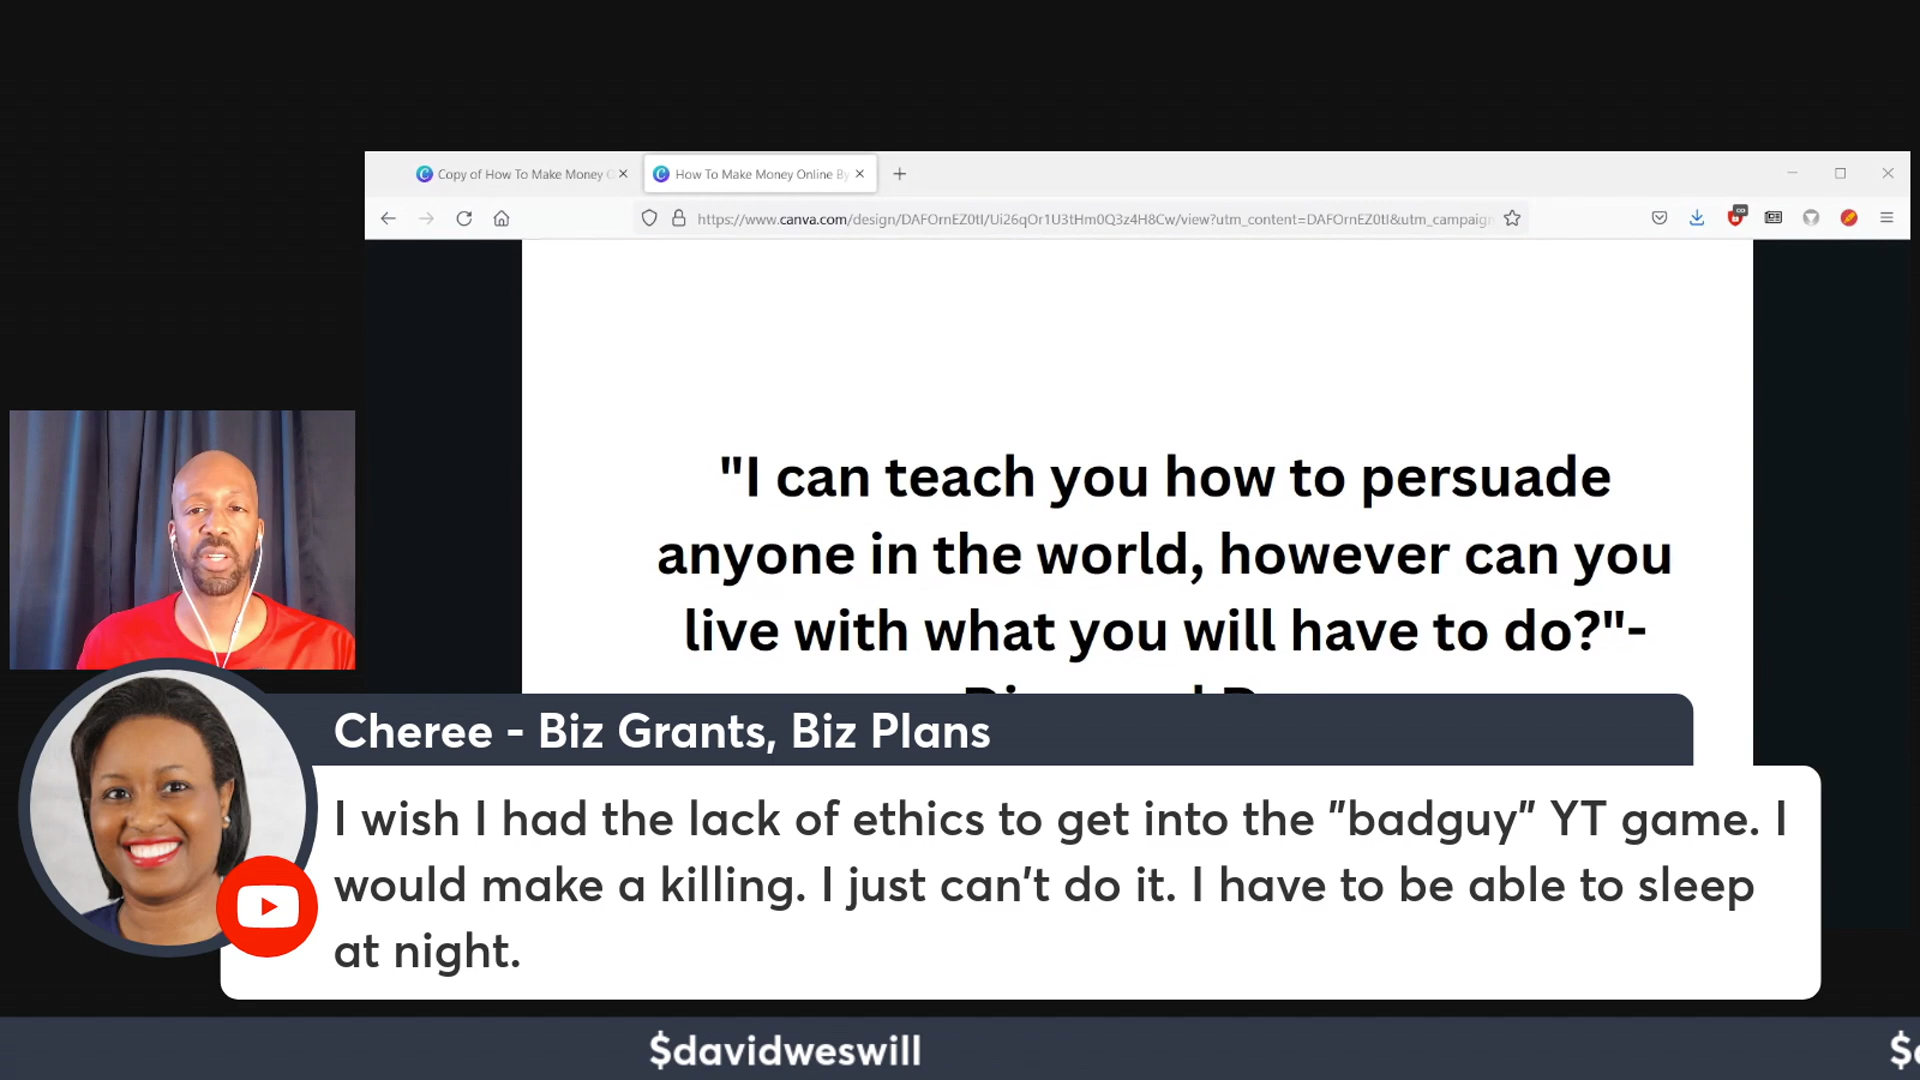 Copy of How To Make Money
How To Make Money Online By
https://www.canva.com/design/DAFOrnEZ0tI/Ui26qOr1U3tHm0Q3z4H8Cw/view?utm_content=DAFOrnEZ0tI&utm_campaign
"I can teach you how to persuade
anyone in the world, however can you
live with what you will have to do?"-
Cheree - Biz Grants, Biz Plans
I wish I had the lack of ethics to get into the "badguy" YT game. I
would make a killing. I just can't do it. I have to be able to sleep
at night.
$davidweswill